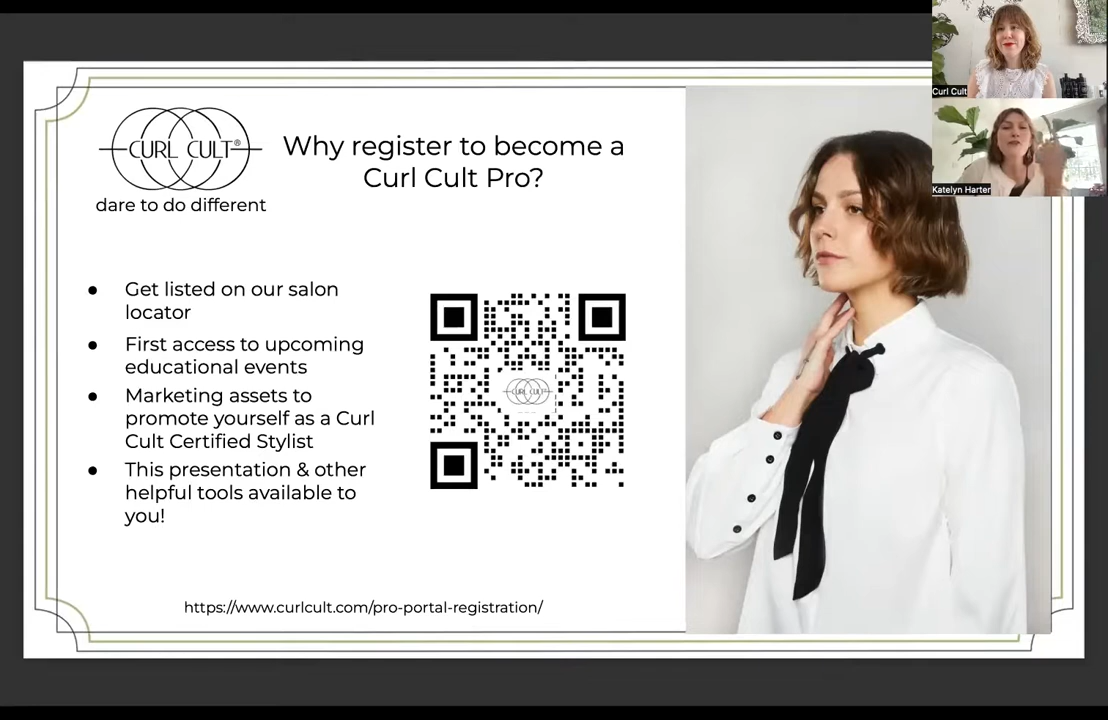 CURL CULT®
dare to do different
Why register to become a
Curl Cult Pro?
● Get listed on our salon
locator
● First access to upcoming
educational events
● Marketing assets to
promote yourself as a Curl
Cult Certified Stylist
● This presentation & other
helpful tools available to
you!
CURL CULT
https://www.curlcult.com/pro-portal-registration/
Curl Cult
Katelyn Harter